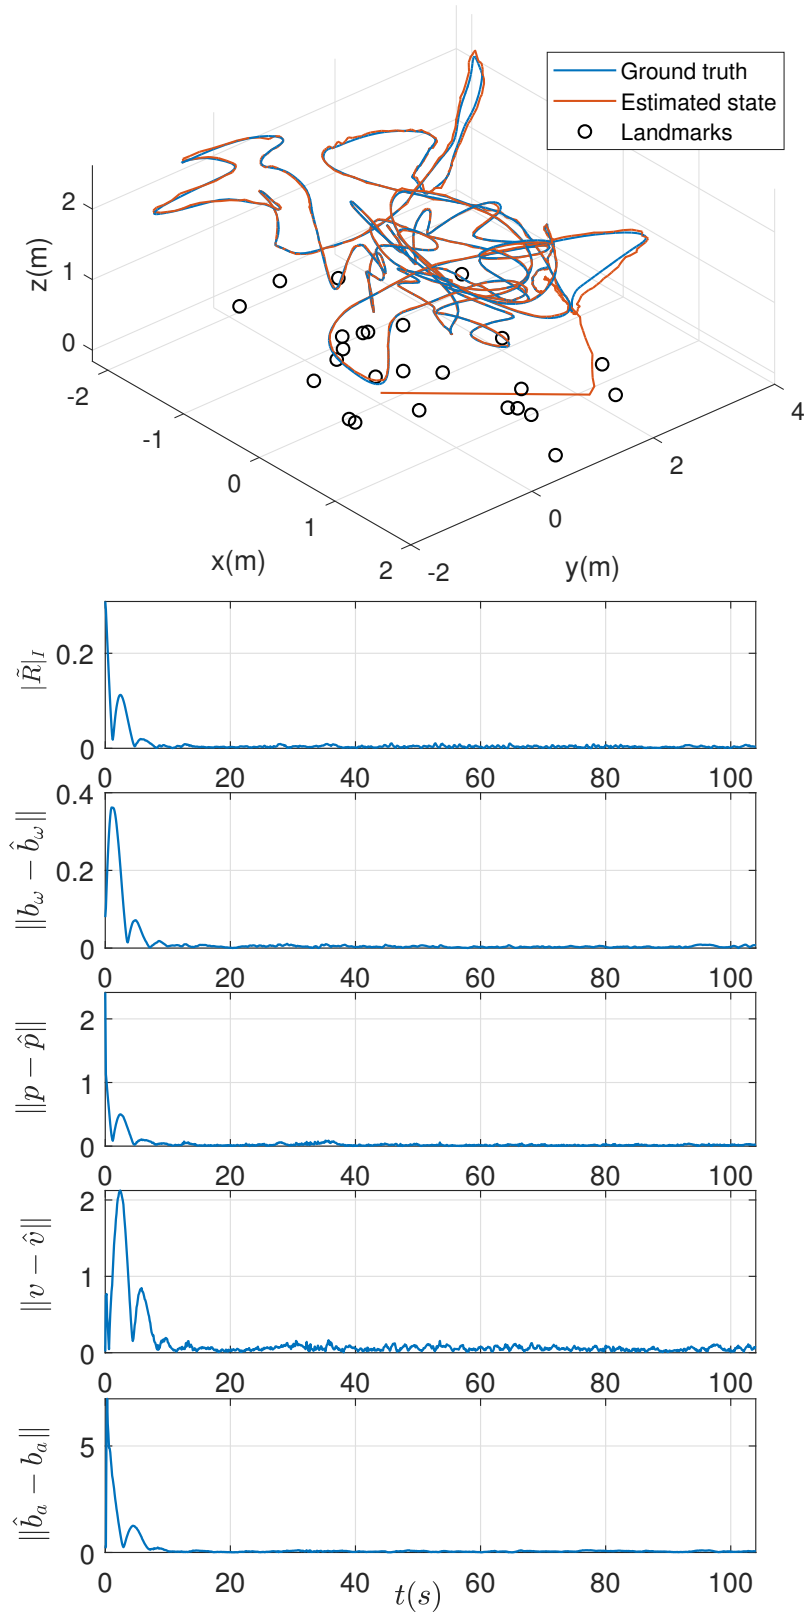 Ground truth
Estimated state
Landmarks
z(m)
2
1
0
-2
-1
0
1
2
x(m)
-2
0
2
4
y(m)
|R̃|_I
0.2
0
0 20 40 60 80 100
||b_ω − b̂_ω||
0.4
0.2
0
0 20 40 60 80 100
||p − p̂||
2
1
0
0 20 40 60 80 100
||v − v̂||
2
1
0
0 20 40 60 80 100
||b̂_a − b_a||
5
0
0 20 40 60 80 100
t(s)